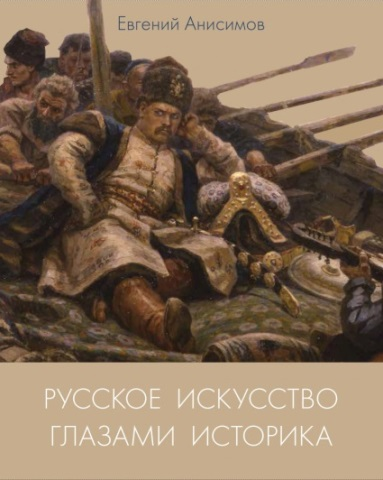 Евгений Анисимов
РУССКОЕ ИСКУССТВО
ГЛАЗАМИ ИСТОРИКА